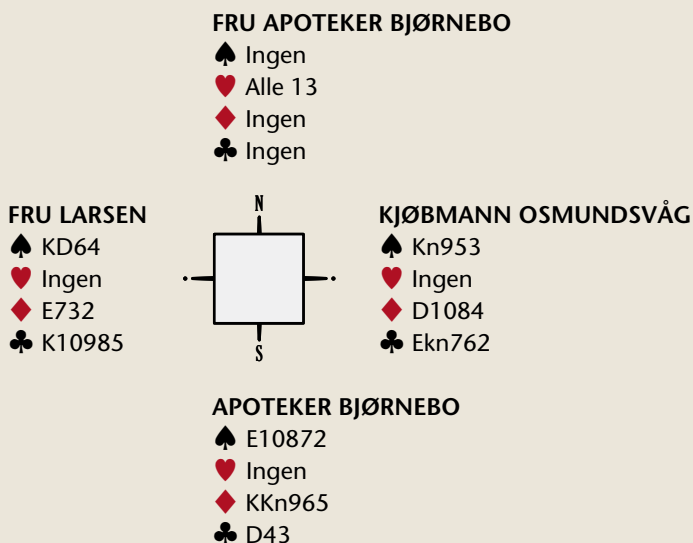 FRU APOTEKER BJØRNEBO
♠ Ingen
♥ Alle 13
♦ Ingen
♣ Ingen
FRU LARSEN
♠ KD64
♥ Ingen
♦ E732
♣ K10985
N
S
KJØBMANN OSMUNDSVÅG
♠ Kn953
♥ Ingen
♦ D1084
♣ Ekn762
APOTEKER BJØRNEBO
♠ E10872
♥ Ingen
♦ KKn965
♣ D43